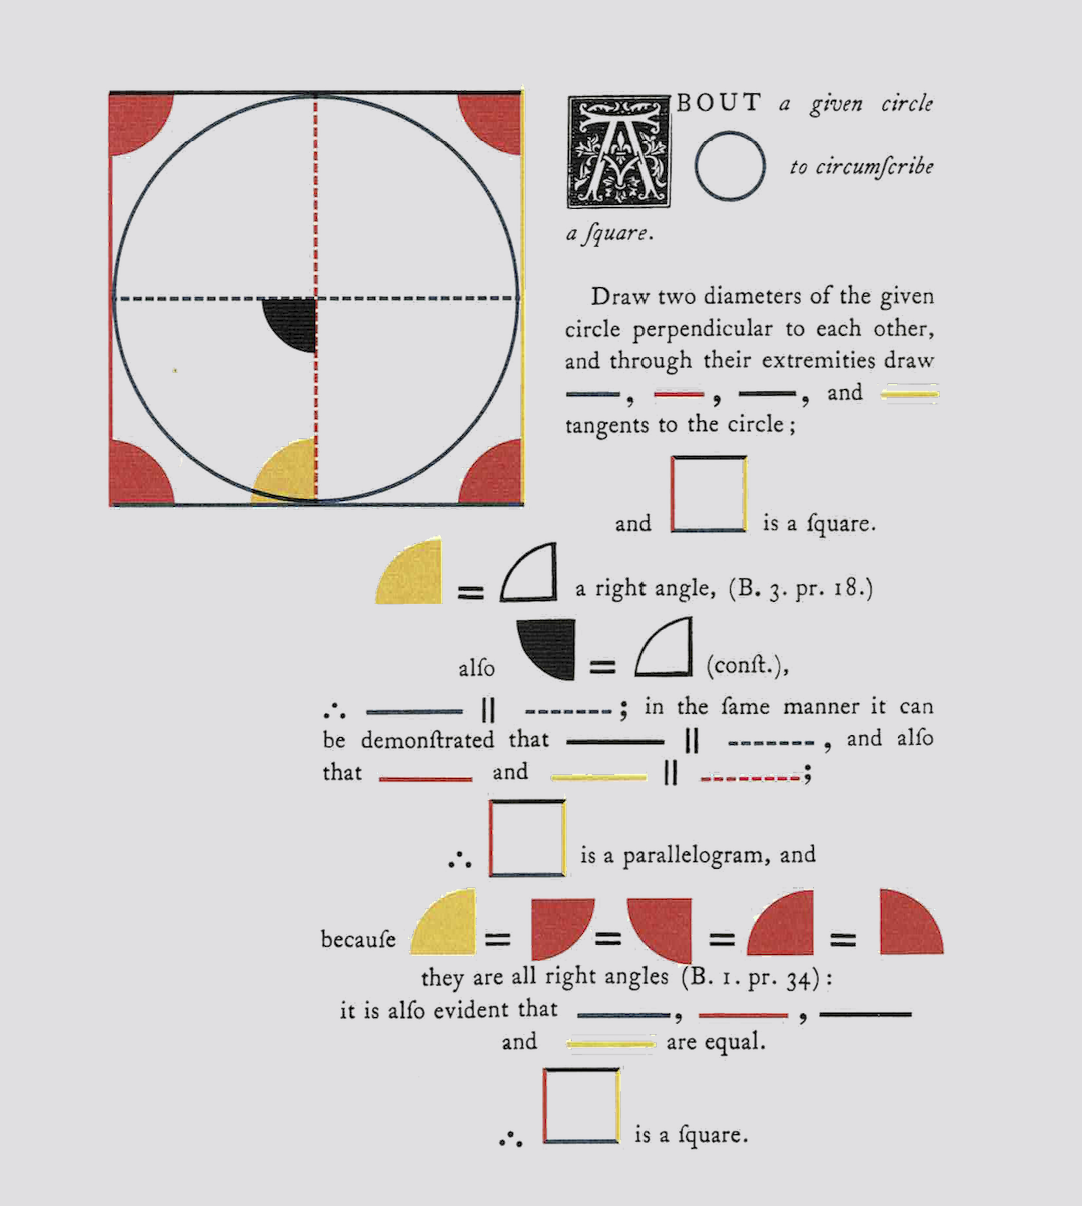 ABOUT a given circle
to circumſcribe
a ſquare.
Draw two diameters of the given
circle perpendicular to each other,
and through their extremities draw
, , , and
tangents to the circle ;
and is a ſquare.
= a right angle, (B. 3. pr. 18.)
alſo = (conſt.),
∴ || ; in the ſame manner it can
be demonſtrated that || , and alſo
that and || ;
∴ is a parallelogram, and
becauſe = = = =
they are all right angles (B. 1. pr. 34) :
it is alſo evident that , ,
and are equal.
∴ is a ſquare.